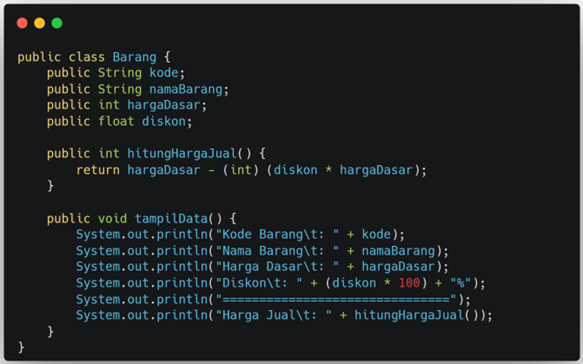 public class Barang {
    public String kode;
    public String namaBarang;
    public int hargaDasar;
    public float diskon;

    public int hitungHargaJual() {
        return hargaDasar - (int) (diskon * hargaDasar);
    }

    public void tampilData() {
        System.out.println("Kode Barang\t: " + kode);
        System.out.println("Nama Barang\t: " + namaBarang);
        System.out.println("Harga Dasar\t: " + hargaDasar);
        System.out.println("Diskon\t: " + (diskon * 100) + "%");
        System.out.println("===============================");
        System.out.println("Harga Jual\t: " + hitungHargaJual());
    }
}